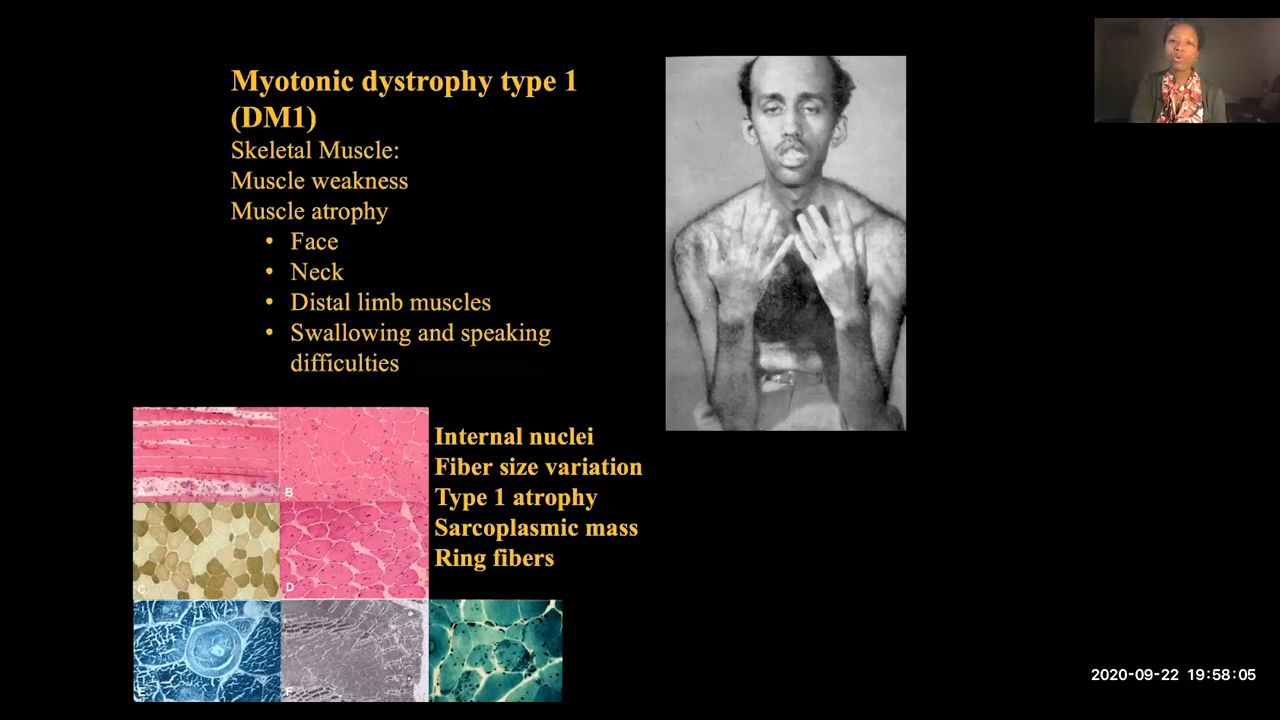 Myotonic dystrophy type 1
(DM1)
Skeletal Muscle:
Muscle weakness
Muscle atrophy
• Face
• Neck
• Distal limb muscles
• Swallowing and speaking
difficulties
A
B
Internal nuclei
Fiber size variation
Type 1 atrophy
Sarcoplasmic mass
Ring fibers
C
D
E
F
2020-09-22 19:58:05